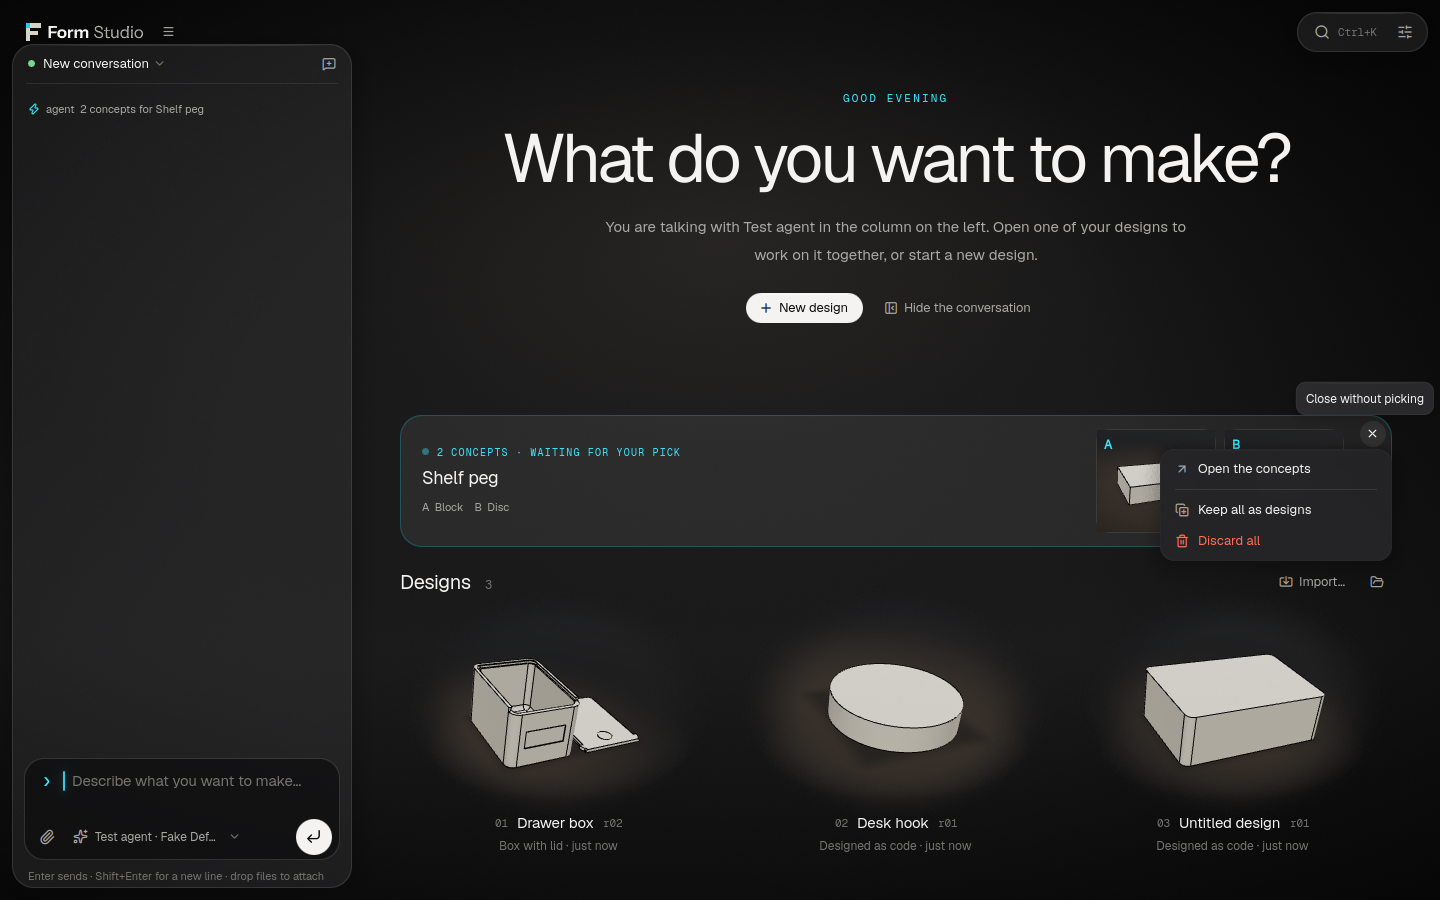 Form Studio
Ctrl+K
New conversation
agent 2 concepts for Shelf peg
GOOD EVENING
What do you want to make?
You are talking with Test agent in the column on the left. Open one of your designs to
work on it together, or start a new design.
New design
Hide the conversation
Close without picking
2 CONCEPTS · WAITING FOR YOUR PICK
Shelf peg
A Block B Disc
A
B
Open the concepts
Keep all as designs
Discard all
Designs 3
Import...
01 Drawer box r02
Box with lid · just now
02 Desk hook r01
Designed as code · just now
03 Untitled design r01
Designed as code · just now
Describe what you want to make...
Test agent · Fake Def...
Enter sends · Shift+Enter for a new line · drop files to attach